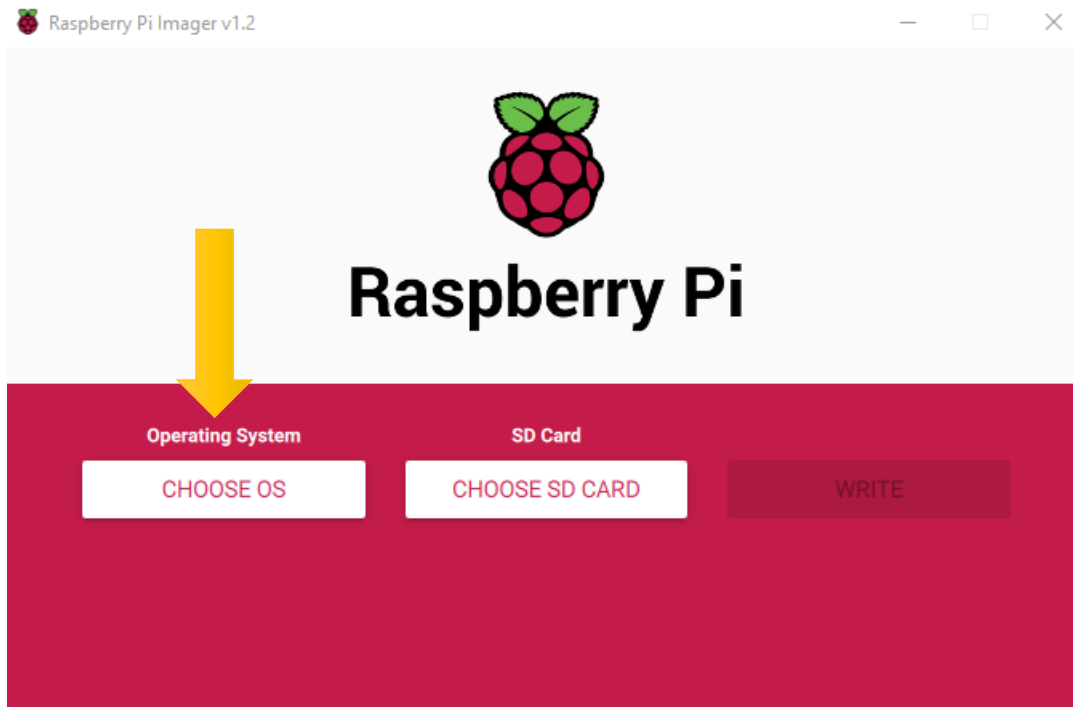 Raspberry Pi Imager v1.2
Raspberry Pi
Operating System
SD Card
CHOOSE OS
CHOOSE SD CARD
WRITE